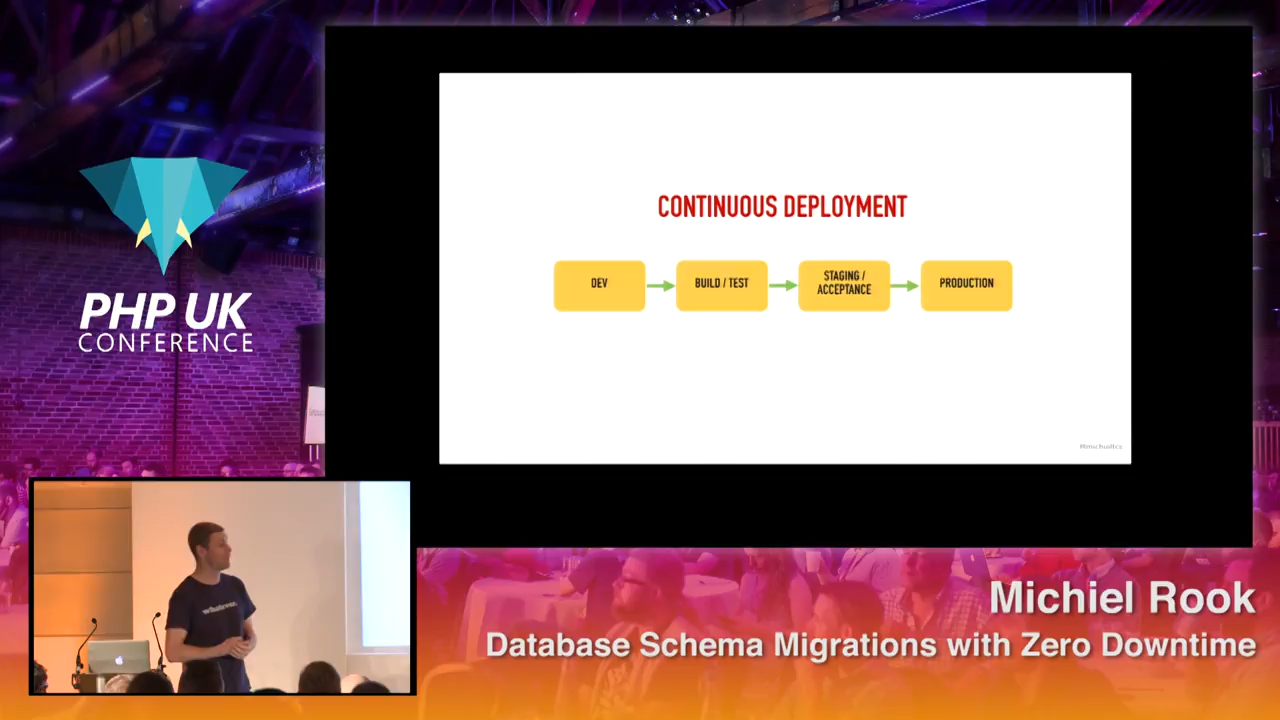 CONTINUOUS DEPLOYMENT
DEV
BUILD / TEST
STAGING /
ACCEPTANCE
PRODUCTION
PHP UK
CONFERENCE
whatever.
Michiel Rook
Database Schema Migrations with Zero Downtime